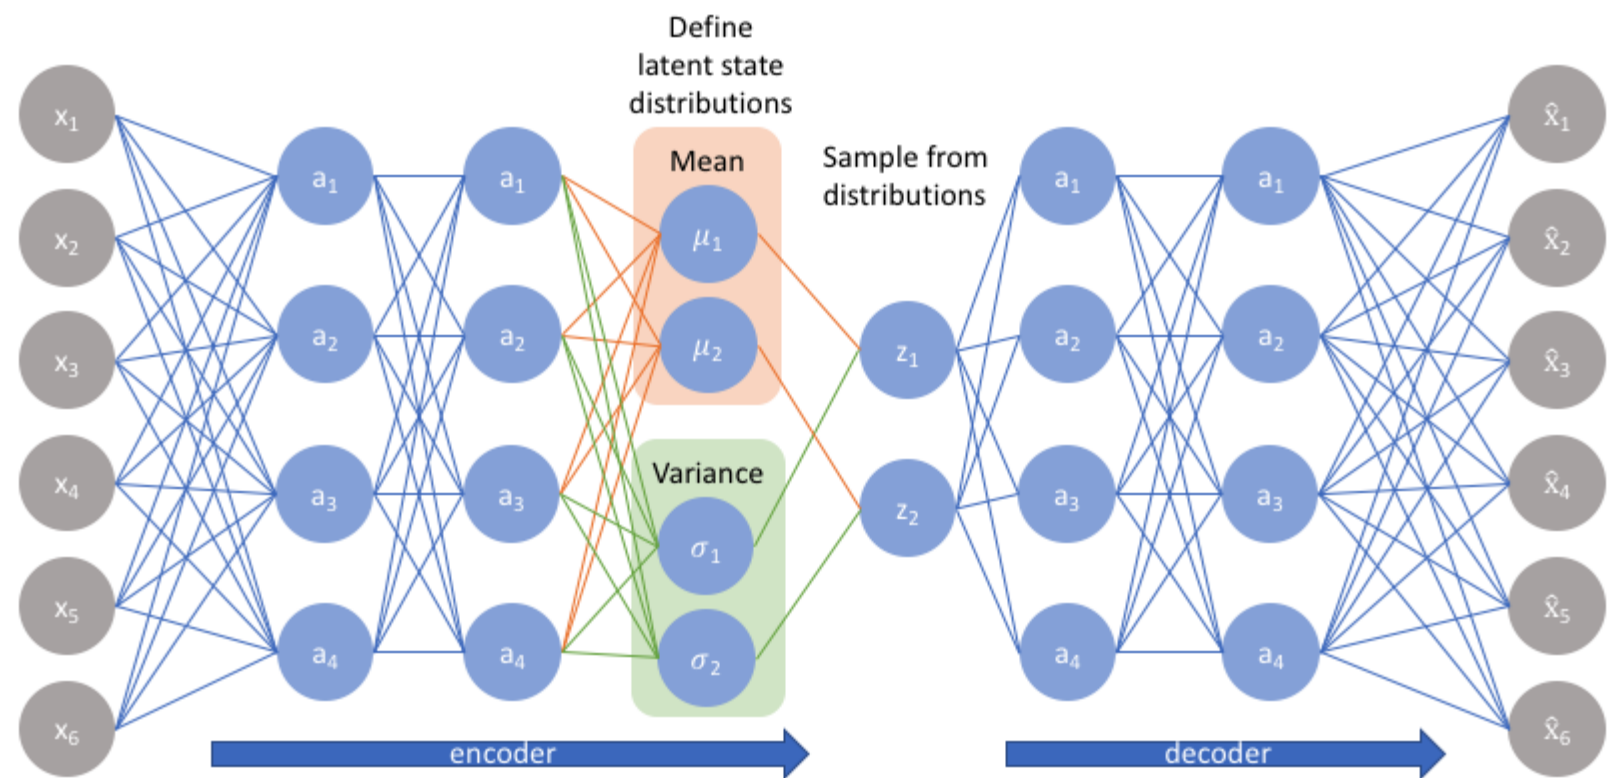 Define
latent state
distributions
Mean
Variance
Sample from
distributions
x₁
x₂
x₃
x₄
x₅
x₆
a₁
a₂
a₃
a₄
a₁
a₂
a₃
a₄
μ₁
μ₂
σ₁
σ₂
z₁
z₂
a₁
a₂
a₃
a₄
a₁
a₂
a₃
a₄
x̂₁
x̂₂
x̂₃
x̂₄
x̂₅
x̂₆
encoder
decoder